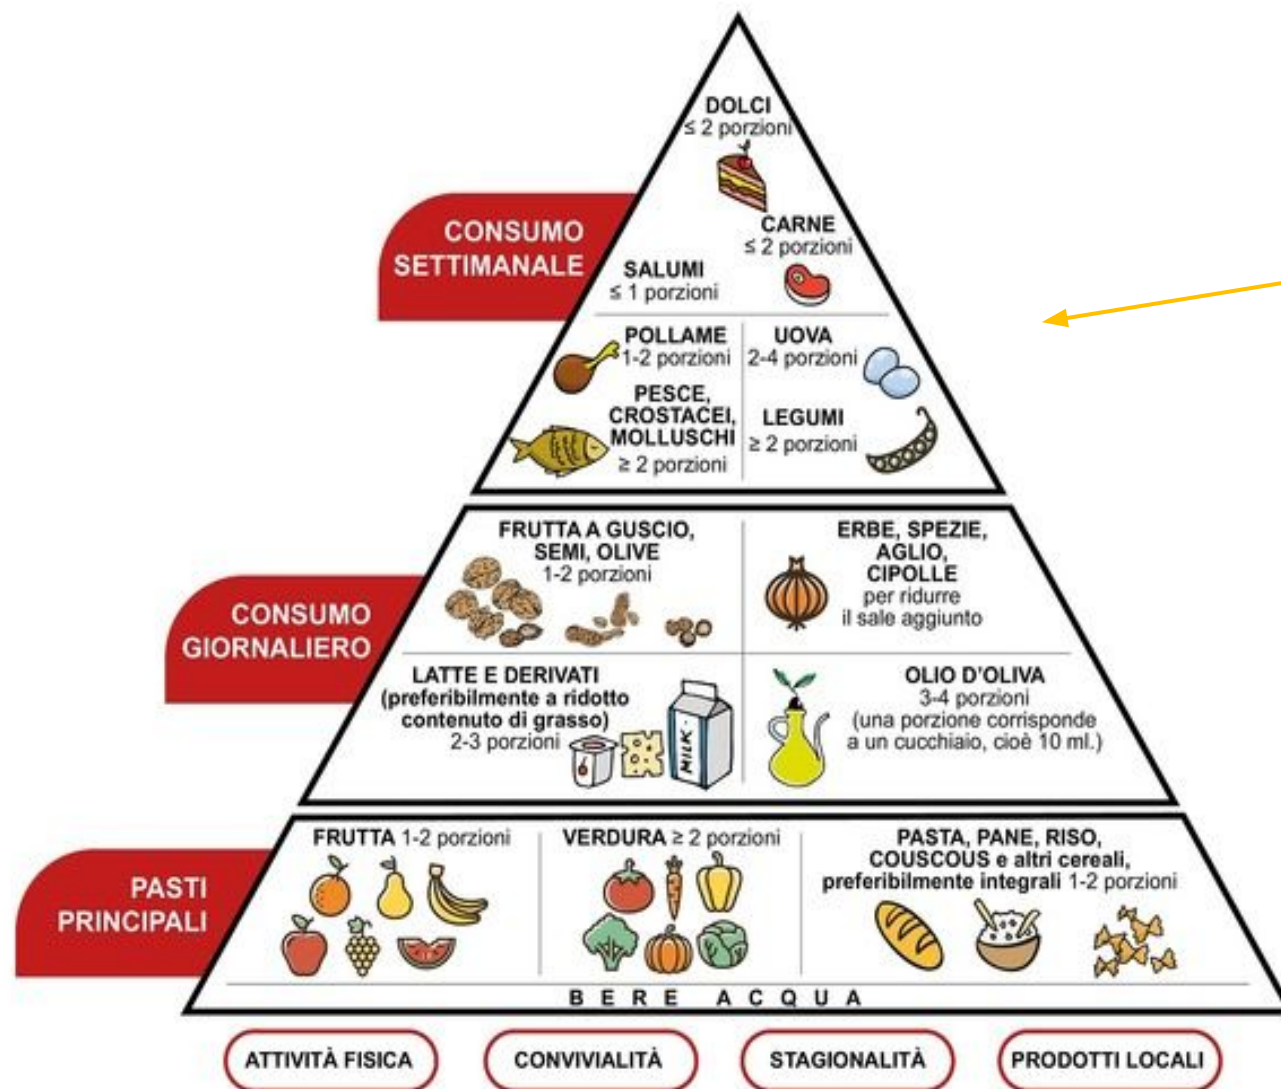 DOLCI
≤ 2 porzioni
CONSUMO
SETTIMANALE
CARNE
≤ 2 porzioni
SALUMI
≤ 1 porzioni
POLLAME
1-2 porzioni
UOVA
2-4 porzioni
PESCE,
CROSTACEI,
MOLLUSCHI
≥ 2 porzioni
LEGUMI
≥ 2 porzioni
CONSUMO
GIORNALIERO
FRUTTA A GUSCIO,
SEMI, OLIVE
1-2 porzioni
ERBE, SPEZIE,
AGLIO,
CIPOLLE
per ridurre
il sale aggiunto
LATTE E DERIVATI
(preferibilmente a ridotto
contenuto di grasso)
2-3 porzioni
MILK
OLIO D'OLIVA
3-4 porzioni
(una porzione corrisponde
a un cucchiaio, cioè 10 ml.)
PASTI
PRINCIPALI
FRUTTA 1-2 porzioni
VERDURA ≥ 2 porzioni
PASTA, PANE, RISO,
COUSCOUS e altri cereali,
preferibilmente integrali 1-2 porzioni
BERE ACQUA
ATTIVITÀ FISICA
CONVIVIALITÀ
STAGIONALITÀ
PRODOTTI LOCALI